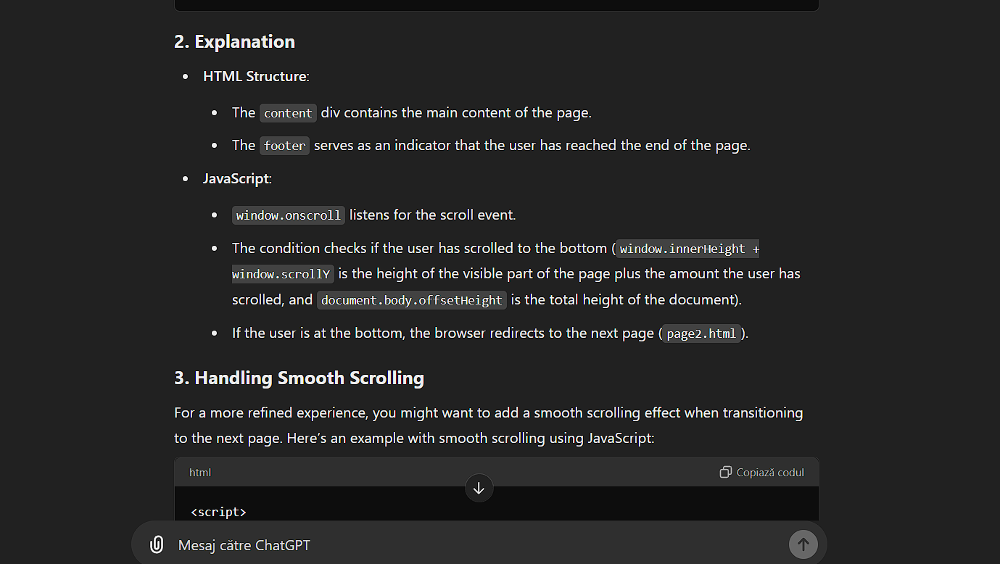 2. Explanation
HTML Structure:
The content div contains the main content of the page.
The footer serves as an indicator that the user has reached the end of the page.
JavaScript:
window.onscroll listens for the scroll event.
The condition checks if the user has scrolled to the bottom ( window.innerHeight +
window.scrollY is the height of the visible part of the page plus the amount the user has
scrolled, and document.body.offsetHeight is the total height of the document).
If the user is at the bottom, the browser redirects to the next page ( page2.html ).
3. Handling Smooth Scrolling
For a more refined experience, you might want to add a smooth scrolling effect when transitioning
to the next page. Here’s an example with smooth scrolling using JavaScript:
html Copiază codul
<script>
Mesaj către ChatGPT